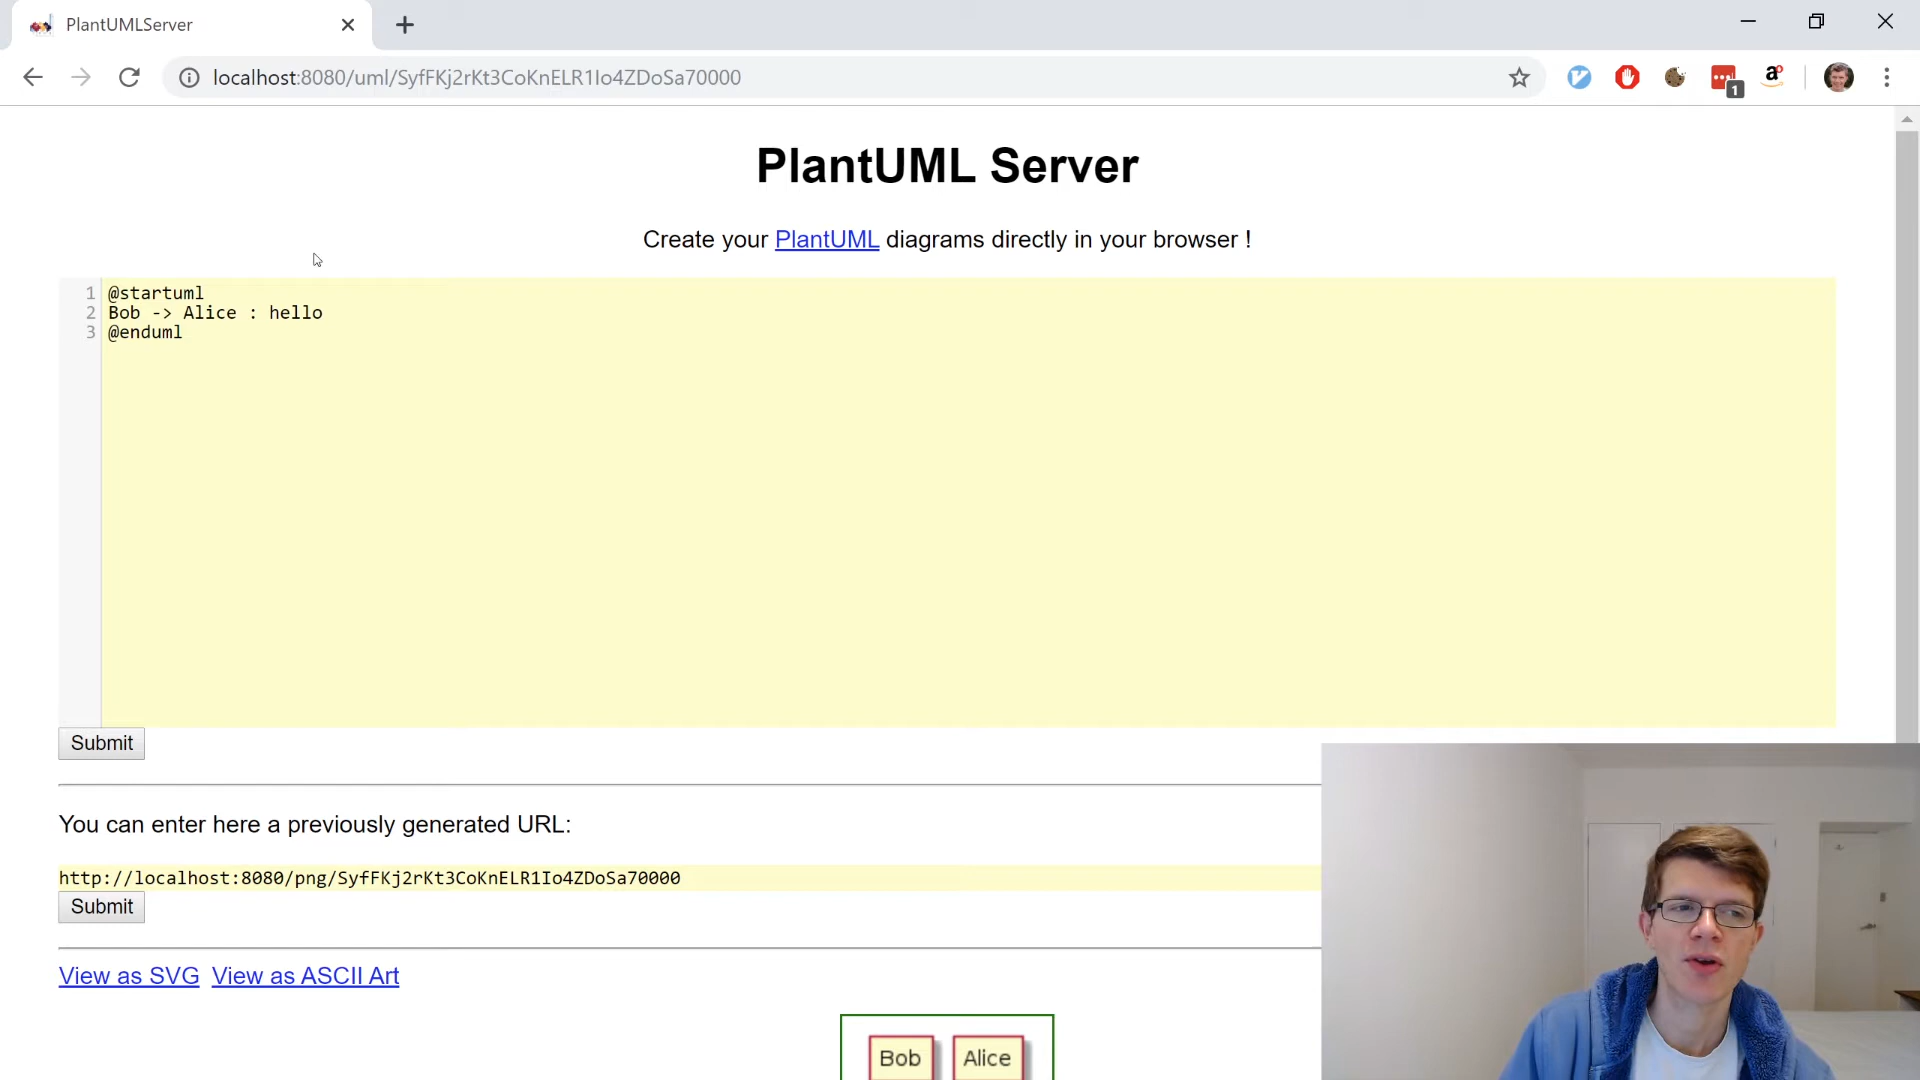 PlantUMLServer
localhost:8080/uml/SyfFKj2rKt3CoKnELR1Io4ZDoSa70000
1
a
PlantUML Server
Create your PlantUML diagrams directly in your browser !
1 @startuml
2 Bob -> Alice : hello
3 @enduml
Submit
You can enter here a previously generated URL:
http://localhost:8080/png/SyfFKj2rKt3CoKnELR1Io4ZDoSa70000
Submit
View as SVG View as ASCII Art
Bob Alice